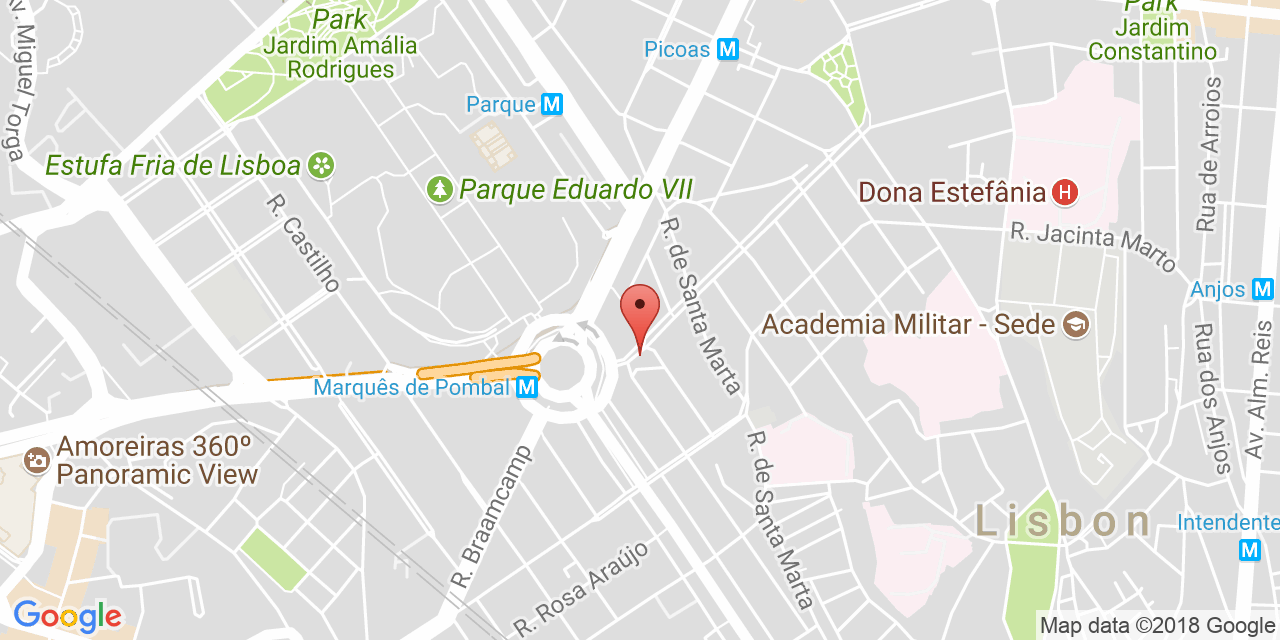 Park
Jardim Amália
Rodrigues
Av. Miguel Torga
Picoas M
Park
Jardim
Constantino
Parque M
Estufa Fria de Lisboa
Parque Eduardo VII
Dona Estefânia H
Rua de Arroios
R. Castilho
R. de Santa Marta
R. Jacinta Marto
Anjos M
Academia Militar - Sede
Marquês de Pombal M
Rua dos Anjos
Av. Alm. Reis
Amoreiras 360º
Panoramic View
R. Braamcamp
R. de Santa Marta
Lisbon
Intendente
M
R. Rosa Araújo
Google
Map data ©2018 Google